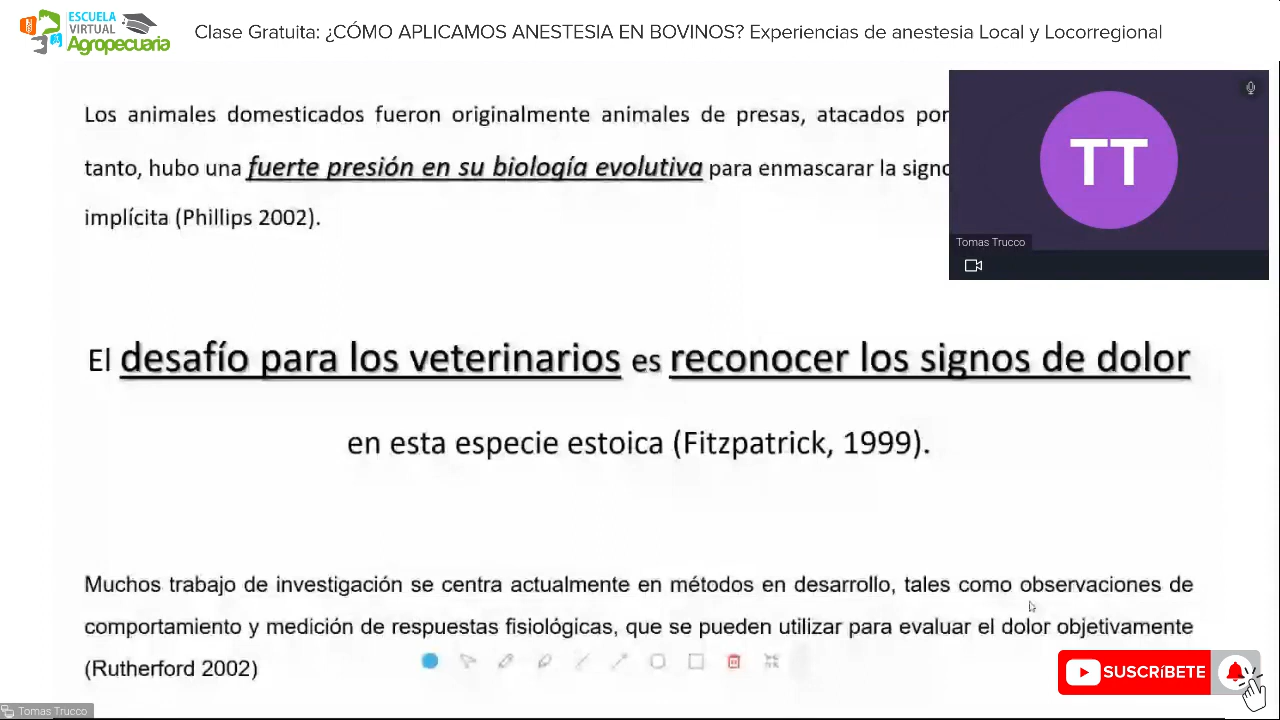 ESCUELA
VIRTUAL
Agropecuaria
Clase Gratuita: ¿CÓMO APLICAMOS ANESTESIA EN BOVINOS? Experiencias de anestesia Local y Locorregional
Los animales domesticados fueron originalmente animales de presas, atacados por
tanto, hubo una fuerte presión en su biología evolutiva para enmascarar la
implícita (Phillips 2002).
TT
Tomas Trucco
El desafío para los veterinarios es reconocer los signos de dolor
en esta especie estoica (Fitzpatrick, 1999).
Muchos trabajo de investigación se centra actualmente en métodos en desarrollo, tales como observaciones de
comportamiento y medición de respuestas fisiológicas, que se pueden utilizar para evaluar el dolor objetivamente
(Rutherford 2002)
SUSCRíBETE
Tomas Trucco